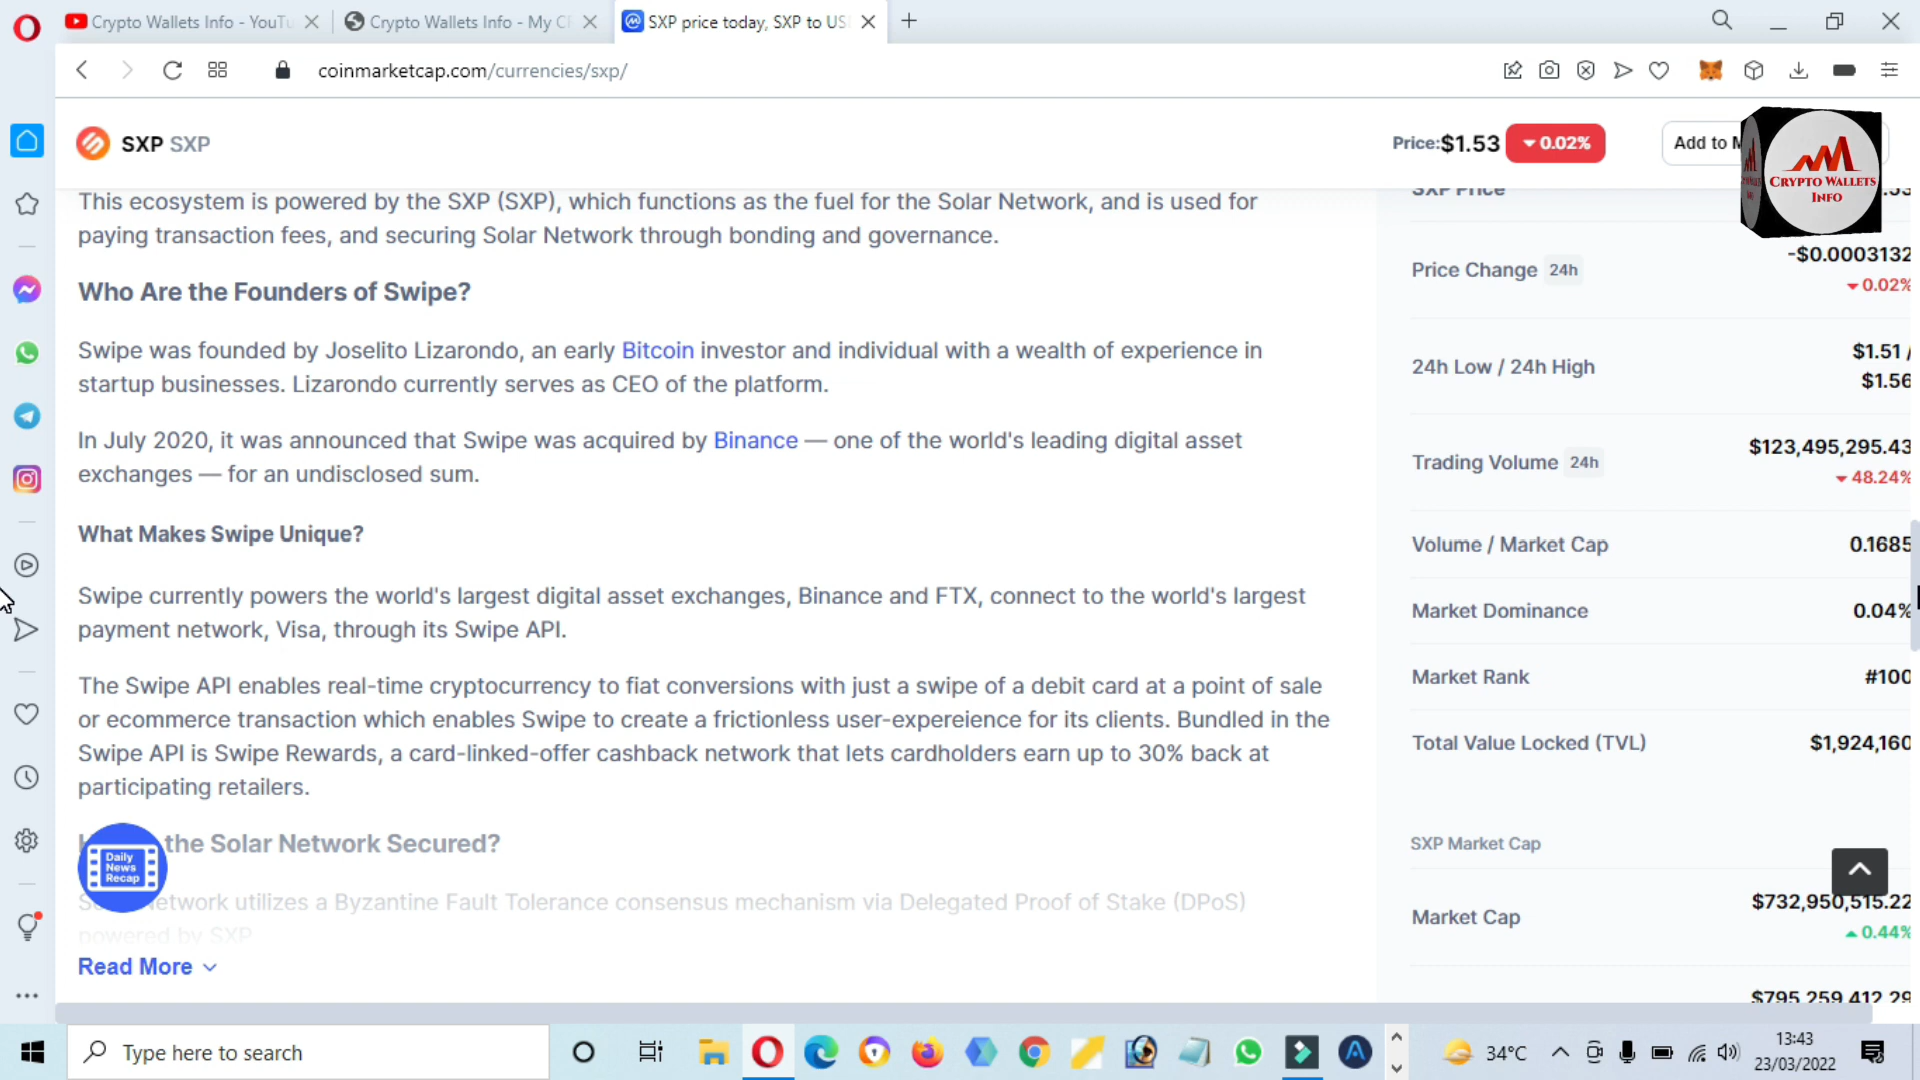 Crypto Wallets Info - YouTu
Crypto Wallets Info - My C
SXP price today, SXP to US
coinmarketcap.com/currencies/sxp/
SXP SXP
Price:$1.53
0.02%
Add to M
CRYPTO WALLETS
INFO
This ecosystem is powered by the SXP (SXP), which functions as the fuel for the Solar Network, and is used for
paying transaction fees, and securing Solar Network through bonding and governance.
Who Are the Founders of Swipe?
Swipe was founded by Joselito Lizarondo, an early Bitcoin investor and individual with a wealth of experience in
startup businesses. Lizarondo currently serves as CEO of the platform.
In July 2020, it was announced that Swipe was acquired by Binance — one of the world's leading digital asset
exchanges — for an undisclosed sum.
What Makes Swipe Unique?
Swipe currently powers the world's largest digital asset exchanges, Binance and FTX, connect to the world's largest
payment network, Visa, through its Swipe API.
The Swipe API enables real-time cryptocurrency to fiat conversions with just a swipe of a debit card at a point of sale
or ecommerce transaction which enables Swipe to create a frictionless user-expereience for its clients. Bundled in the
Swipe API is Swipe Rewards, a card-linked-offer cashback network that lets cardholders earn up to 30% back at
participating retailers.
the Solar Network Secured?
etwork utilizes a Byzantine Fault Tolerance consensus mechanism via Delegated Proof of Stake (DPoS)
powered by SXP
Daily
News
Recap
Read More
SXP Price
Price Change 24h
-$0.0003132
0.02%
24h Low / 24h High
$1.51 /
$1.56
Trading Volume 24h
$123,495,295.43
48.24%
Volume / Market Cap
0.1685
Market Dominance
0.04%
Market Rank
#100
Total Value Locked (TVL)
$1,924,160
SXP Market Cap
Market Cap
$732,950,515.22
0.44%
$795,259,412.29
Type here to search
34°C
13:43
23/03/2022